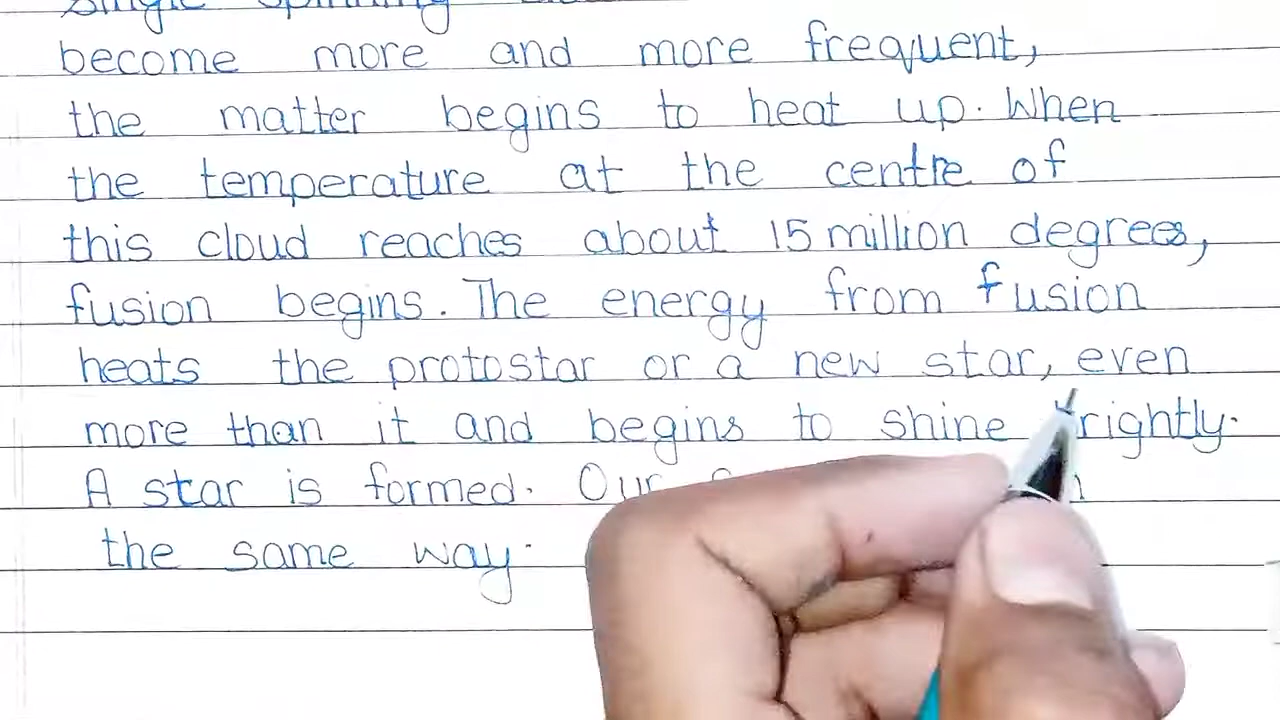 Single spinning
become more and more frequent,
the matter begins to heat up. When
the temperature at the centre of
this cloud reaches about 15 million degrees,
fusion begins. The energy from fusion
heats the protostar or a new star, even
more than it and begins to shine
A star is formed. Our
the same way.